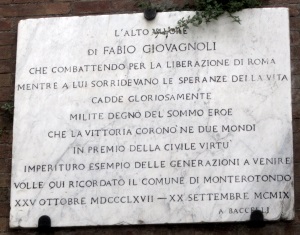 L'ALTO VALORE
DI FABIO GIOVAGNOLI
CHE COMBATTENDO PER LA LIBERAZIONE DI ROMA
MENTRE A LUI SORRIDEVANO LE SPERANZE DELLA VITA
CADDE GLORIOSAMENTE
MILITE DEGNO DEL SOMMO EROE
CHE LA VITTORIA CORONÒ NE DUE MONDI
IN PREMIO DELLA CIVILE VIRTÙ
IMPERITURO ESEMPIO DELLE GENERAZIONI A VENIRE
VOLLE QUI RICORDATO IL COMUNE DI MONTEROTONDO
XXV OTTOBRE MDCCCLXVII — XX SETTEMBRE MCMIX
A. BACCELLI